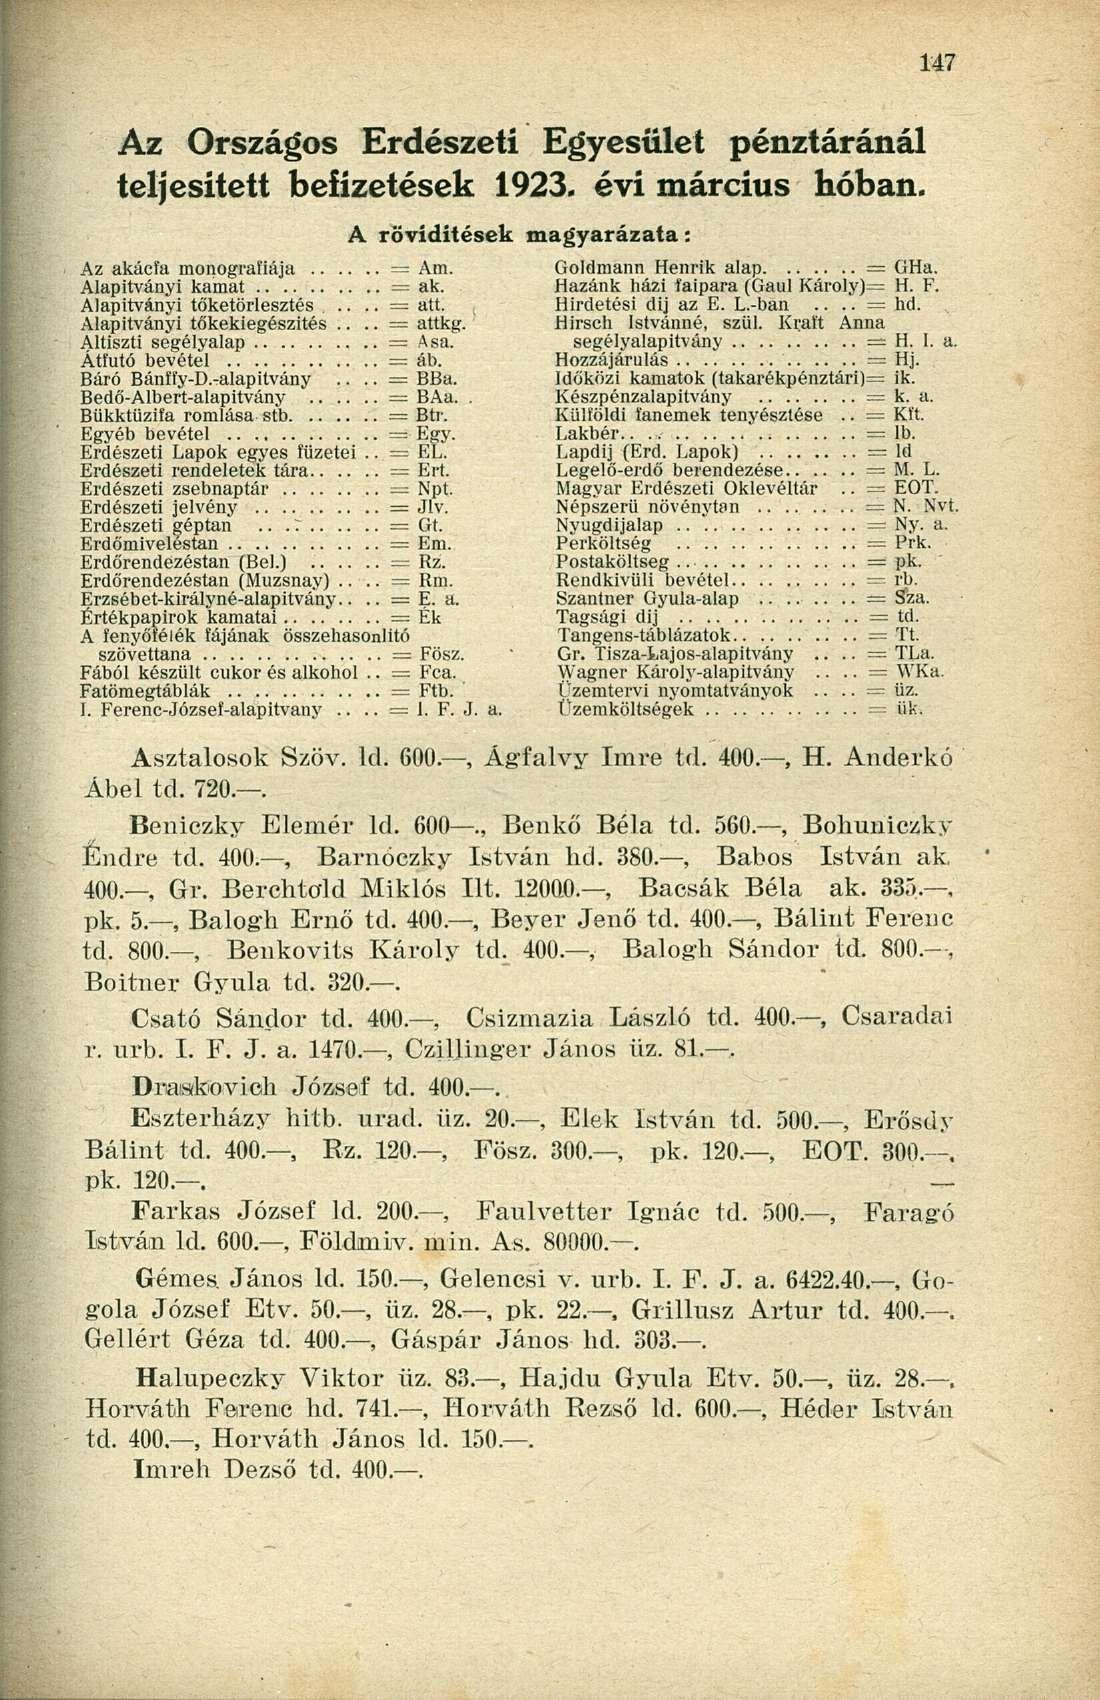 147
Az Országos Erdészeti Egyesület pénztáránál
teljesitett befizetések 1923. évi március hóban.
A röviditések magyarázata:
Az akácfa monografiája . . . . . . = Am.
Alapitványi kamat . . . . . . . . . = ak.
Alapitványi tőketörlesztés . . . . = att.
Alapitványi tőkekiegészités . . . . = attkg.
Altiszti segélyalap . . . . . . . . . = Asa.
Átfutó bevétel . . . . . . . . . . = áb.
Báró Bánffy-D.-alapitvány . . . . = BBa.
Bedő-Albert-alapitvány . . . . . . = BAa.
Bükktüzifa romlása stb. . . . . . . = Btr.
Egyéb bevétel . . . . . . . . . . = Egy.
Erdészeti Lapok egyes füzetei . . = EL.
Erdészeti rendeletek tára. . . . . . = Ert.
Erdészeti zsebnaptár . . . . . . . = Npt.
Erdészeti jelvény . . . . . . . . . = Jlv.
Erdészeti géptan . . . . . . . . . = Gt.
Erdőmiveléstan . . . . . . . . . . = Em.
Erdőrendezéstan (Bel.) . . . . . . = Rz.
Erdőrendezéstan (Muzsnay) . . . . = Rm.
Erzsébet-királyné-alapitvány. . . . = E. a.
Értékpapirok kamatai . . . . . . . = Ék
A fenyőfélék fájának összehasonlitó
szövettana . . . . . . . . . . . = Fösz.
Fából készült cukor és alkohol . . = Fca.
Fatömegtáblák . . . . . . . . . . = Ftb.
I. Ferenc-József-alapitvany . . . . = I. F. J. a.
Goldmann Henrik alap. . . . . . . = GHa.
Hazánk házi faipara (Gaul Károly)= H. F.
Hirdetési dij az E. L.-ban . . . . = hd.
Hirsch Istvánné, szül. Kraft Anna
segélyalapitvány . . . . . . . . = H. I. a.
Hozzájárulás . . . . . . . . . . . = Hj.
Időközi kamatok (takarékpénztári)= ik.
Készpénzalapitvány . . . . . . . = k. a.
Külföldi fanemek tenyésztése . . = Kft.
Lakbér. . . . . . . . . . . . . . = lb.
Lapdij (Erd. Lapok) . . . . . . . = ld
Legelő-erdő berendezése. . . . . . = M. L.
Magyar Erdészeti Oklevéltár . . = EOT.
Népszerü növénytan . . . . . . . = N. Nvt.
Nyugdijalap . . . . . . . . . . . = Ny. a.
Perköltség . . . . . . . . . . . = Prk.
Postaköltseg . . . . . . . . . . . = pk.
Rendkivüli bevétel. . . . . . . . . = rb.
Szantner Gyula-alap . . . . . . . = Sza.
Tagsági dij . . . . . . . . . . . = td.
Tangens-táblázatok. . . . . . . . . = Tt.
Gr. Tisza-Lajos-alapitvány . . . . = TLa.
Wagner Károly-alapitvány . . . . = WKa.
Üzemtervi nyomtatványok . . . . = üz.
Üzemköltségek . . . . . . . . . . = ük.
Asztalosok Szöv. ld. 600.—, Ágfalvy Imre td. 400.—, H. Anderkó
Ábel td. 720.—.
Beniczky Elemér ld. 600—., Benkő Béla td. 560.—, Bohuniczky
Endre td. 400.—, Barnóczky István hd. 380.—, Babos István ak.
400.—, Gr. Berchtold Miklós Ilt. 12000.—, Bacsák Béla ak. 335.—,
pk. 5.—, Balogh Ernő td. 400.—, Beyer Jenő td. 400.—, Bálint Ferenc
td. 800.—, Benkovits Károly td. 400.—, Balogh Sándor td. 800.—,
Boitner Gyula td. 320.—.
Csató Sándor td. 400.—, Csizmazia László td. 400.—, Csaradai
r. urb. I. F. J. a. 1470.—, Czillinger János üz. 81.—.
Draskovich József td. 400.—.
Eszterházy hitb. urad. üz. 20.—, Elek István td. 500.—, Erősdy
Bálint td. 400.—, Rz. 120.—, Fösz. 300.—, pk. 120.—, EOT. 300.—.
pk. 120.—.
Farkas József ld. 200.—, Faulvetter Ignác td. 500.—, Faragó
István ld. 600.—, Földmiv. min. As. 80000.—.
Gémes János ld. 150.—, Gelencsi v. urb. I. F. J. a. 6422.40.—, Go-
gola József Etv. 50.—, üz. 28.—, pk. 22.—, Grillusz Artur td. 400.—.
Gellért Géza td. 400.—, Gáspár János hd. 303.—.
Halupeczky Viktor üz. 83.—, Hajdu Gyula Etv. 50.—, üz. 28.—,
Horváth Ferenc hd. 741.—, Horváth Rezső ld. 600.—, Héder István
td. 400.—, Horváth János ld. 150.—.
Imreh Dezső td. 400.—.